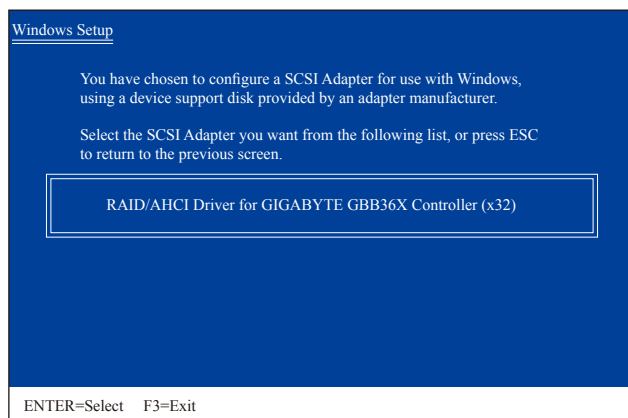 Windows Setup
You have chosen to configure a SCSI Adapter for use with Windows,
using a device support disk provided by an adapter manufacturer.
Select the SCSI Adapter you want from the following list, or press ESC
to return to the previous screen.
RAID/AHCI Driver for GIGABYTE GBB36X Controller (x32)
ENTER=Select F3=Exit